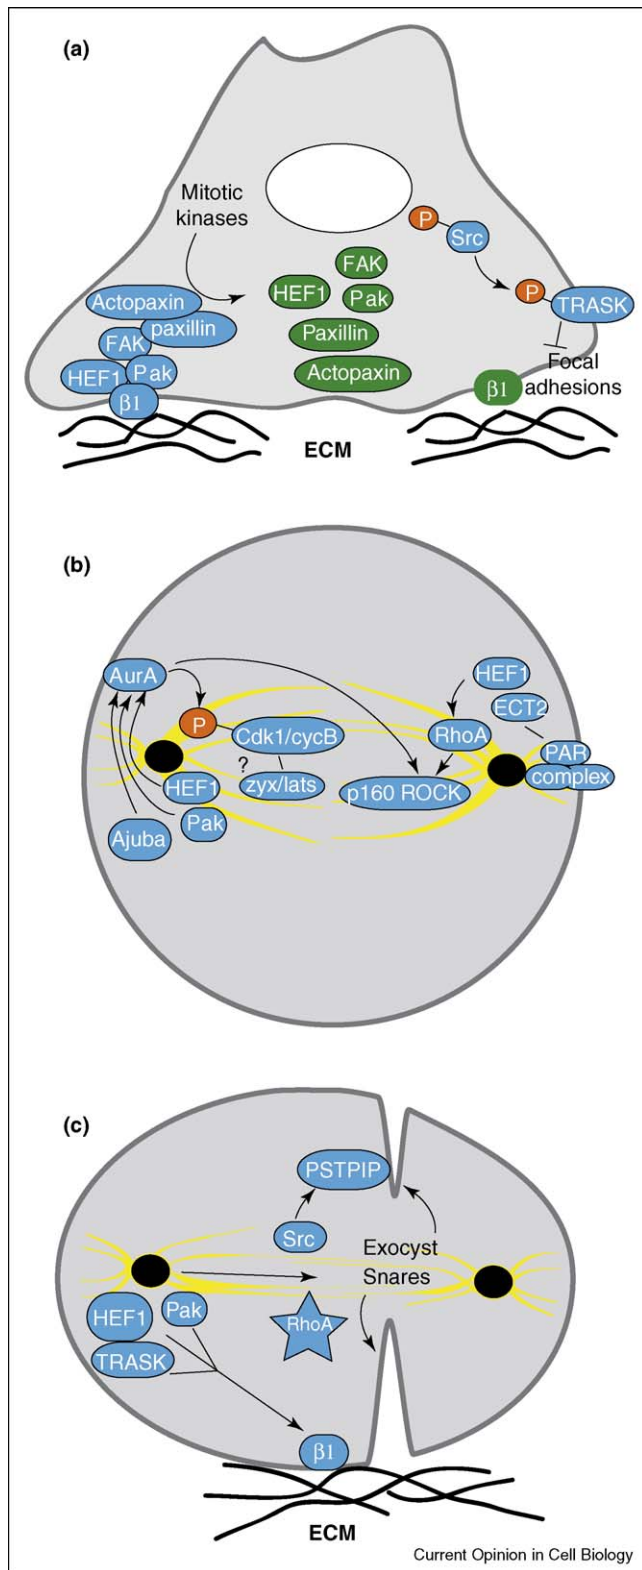 (a)
Mitotic
kinases
P
Src
FAK
HEF1
Pak
P
TRASK
Actopaxin
paxillin
FAK
Paxillin
HEF1
Pak
Actopaxin
Focal
adhesions
β1
β1
ECM
(b)
AurA
HEF1
ECT2
P
Cdk1/cycB
RhoA
PAR
complex
?
zyx/lats
HEF1
p160 ROCK
Ajuba
Pak
(c)
PSTPIP
Src
Exocyst
Snares
HEF1
Pak
RhoA
TRASK
β1
ECM
Current Opinion in Cell Biology